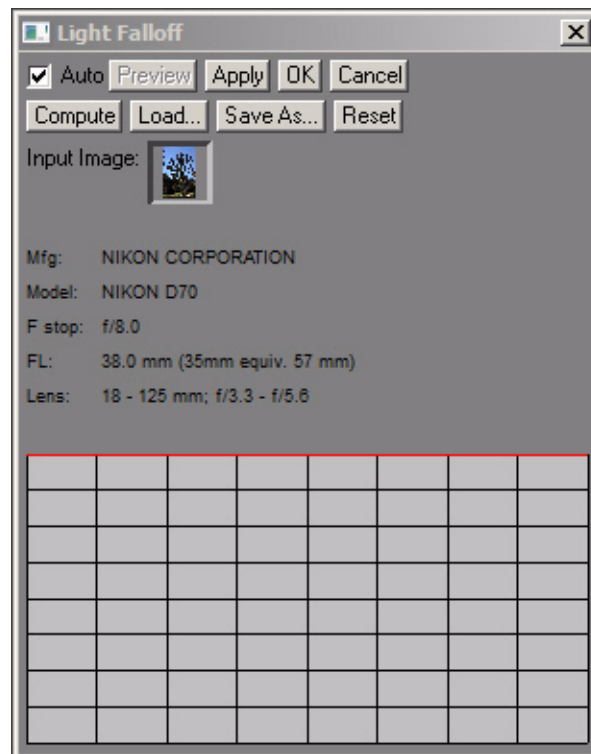 Light Falloff
Auto Preview Apply OK Cancel
Compute Load... Save As... Reset
Input Image:
Mfg: NIKON CORPORATION
Model: NIKON D70
F stop: f/8.0
FL: 38.0 mm (35mm equiv. 57 mm)
Lens: 18 - 125 mm; f/3.3 - f/5.6